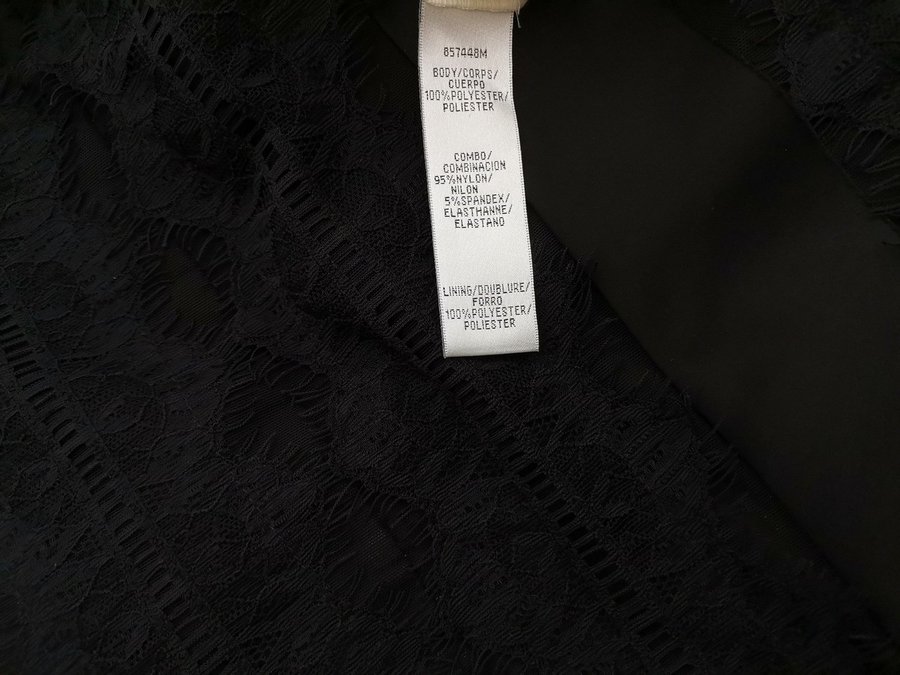 857448M
BODY/CORPS/
CUERPO
100%POLYESTER/
POLIESTER
COMBO/
COMBINACION
95%NYLON/
NILON
5%SPANDEX/
ELASTHANNE/
ELASTANO
LINING/DOUBLURE/
FORRO
100%POLYESTER/
POLIESTER